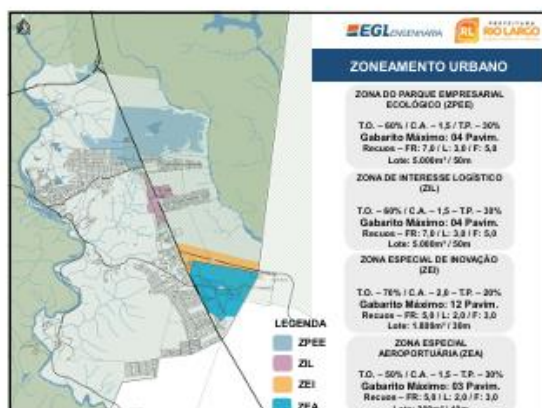 EGL ENGENHARIA
PREFEITURA
RL RIO LARGO
ZONEAMENTO URBANO
ZONA DO PARQUE EMPRESARIAL
ECOLÓGICO (ZPEE)
T.O. – 60% / C.A. – 1,5 / T.P. – 30%
Gabarito Máximo: 04 Pavim.
Recuos – FR: 7,0 / L: 3,0 / F: 5,0
Lote: 5.000m² / 50m
ZONA DE INTERESSE LOGÍSTICO
(ZIL)
T.O. – 60% / C.A. – 1,5 – T.P. – 30%
Gabarito Máximo: 04 Pavim.
Recuos – FR: 7,0 / L: 3,0 / F: 5,0
Lote: 5.000m² / 50m
ZONA ESPECIAL DE INOVAÇÃO
(ZEI)
T.O. – 70% / C.A. – 2,0 – T.P. – 20%
Gabarito Máximo: 12 Pavim.
Recuos – FR: 5,0 / L: 2,0 / F: 3,0
ZONA ESPECIAL
AEROPORTUÁRIA (ZEA)
T.O. – 50% / C.A. – 1,5 – T.P. – 30%
Gabarito Máximo: 03 Pavim.
Recuos – FR: 5,0 / L: 2,0 / F: 3,0
LEGENDA
ZPEE
ZIL
ZEI
ZEA